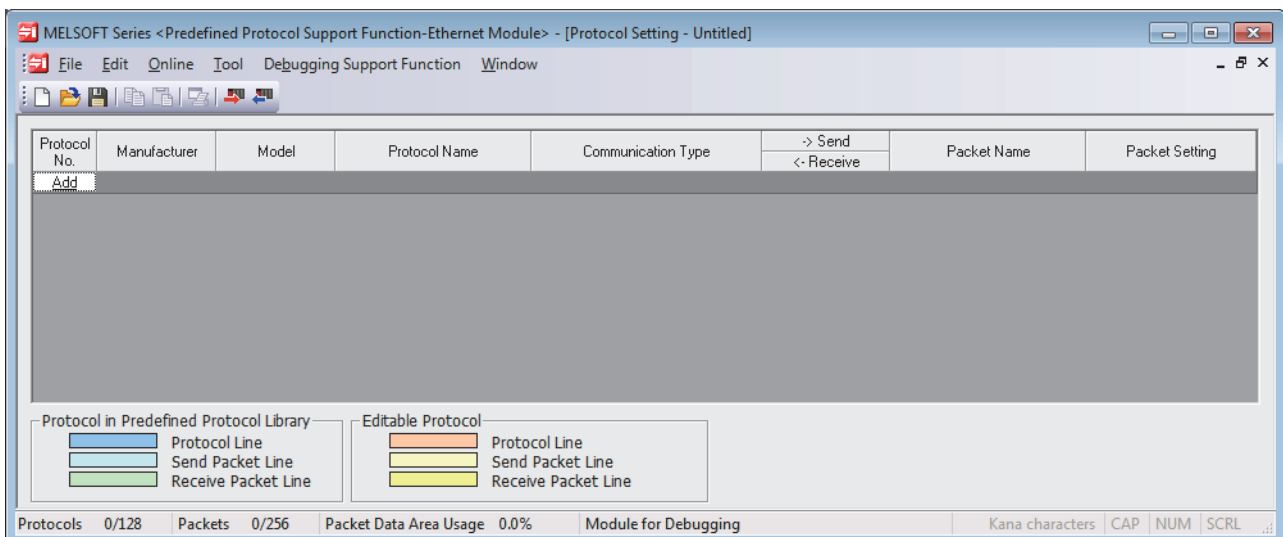 MELSOFT Series <Predefined Protocol Support Function-Ethernet Module> - [Protocol Setting - Untitled]
File Edit Online Tool Debugging Support Function Window
Protocol No. Manufacturer Model Protocol Name Communication Type -> Send <- Receive Packet Name Packet Setting
Add
Protocol in Predefined Protocol Library
Protocol Line
Send Packet Line
Receive Packet Line
Editable Protocol
Protocol Line
Send Packet Line
Receive Packet Line
Protocols 0/128 Packets 0/256 Packet Data Area Usage 0.0% Module for Debugging Kana characters CAP NUM SCRL